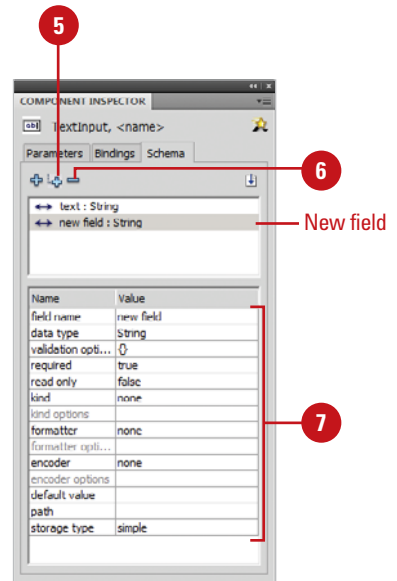 5
COMPONENT INSPECTOR
TextInput, <name>
Parameters Bindings Schema
6
text : String
new field : String
New field
Name Value
field name new field
data type String
validation opti... {}
required true
read only false
kind none
kind options
formatter none
formatter opti...
encoder none
encoder options
default value
path
storage type simple
7